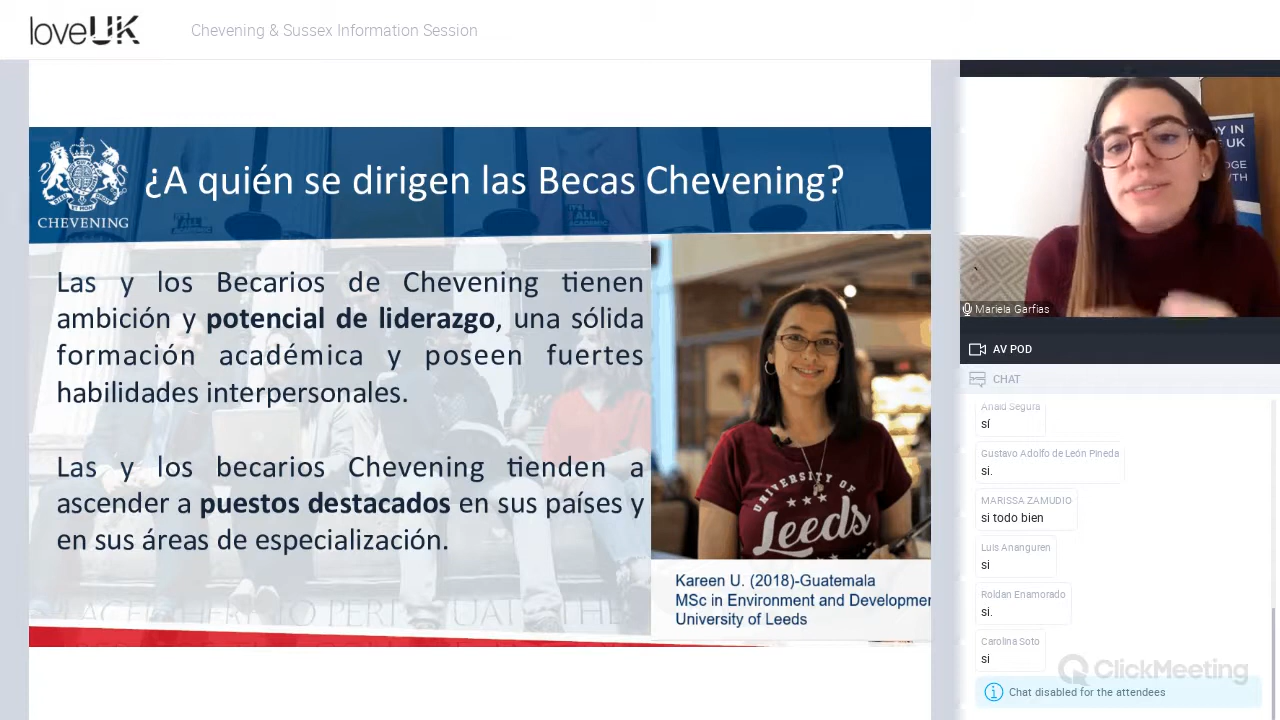 loveUK
Chevening & Sussex Information Session
CHEVENING
¿A quién se dirigen las Becas Chevening?
Las y los Becarios de Chevening tienen
ambición y potencial de liderazgo, una sólida
formación académica y poseen fuertes
habilidades interpersonales.
Las y los becarios Chevening tienden a
ascender a puestos destacados en sus países y
en sus áreas de especialización.
UNIVERSITY OF
Leeds
Kareen U. (2018)-Guatemala
MSc in Environment and Developmen
University of Leeds
Y IN
UK
Mariela Garfias
AV POD
CHAT
Anaid Segura
sí
Gustavo Adolfo de León Pineda
si.
MARISSA ZAMUDIO
si todo bien
Luis Ananguren
si
Roldan Enamorado
si.
Carolina Soto
si
ClickMeeting
Chat disabled for the attendees